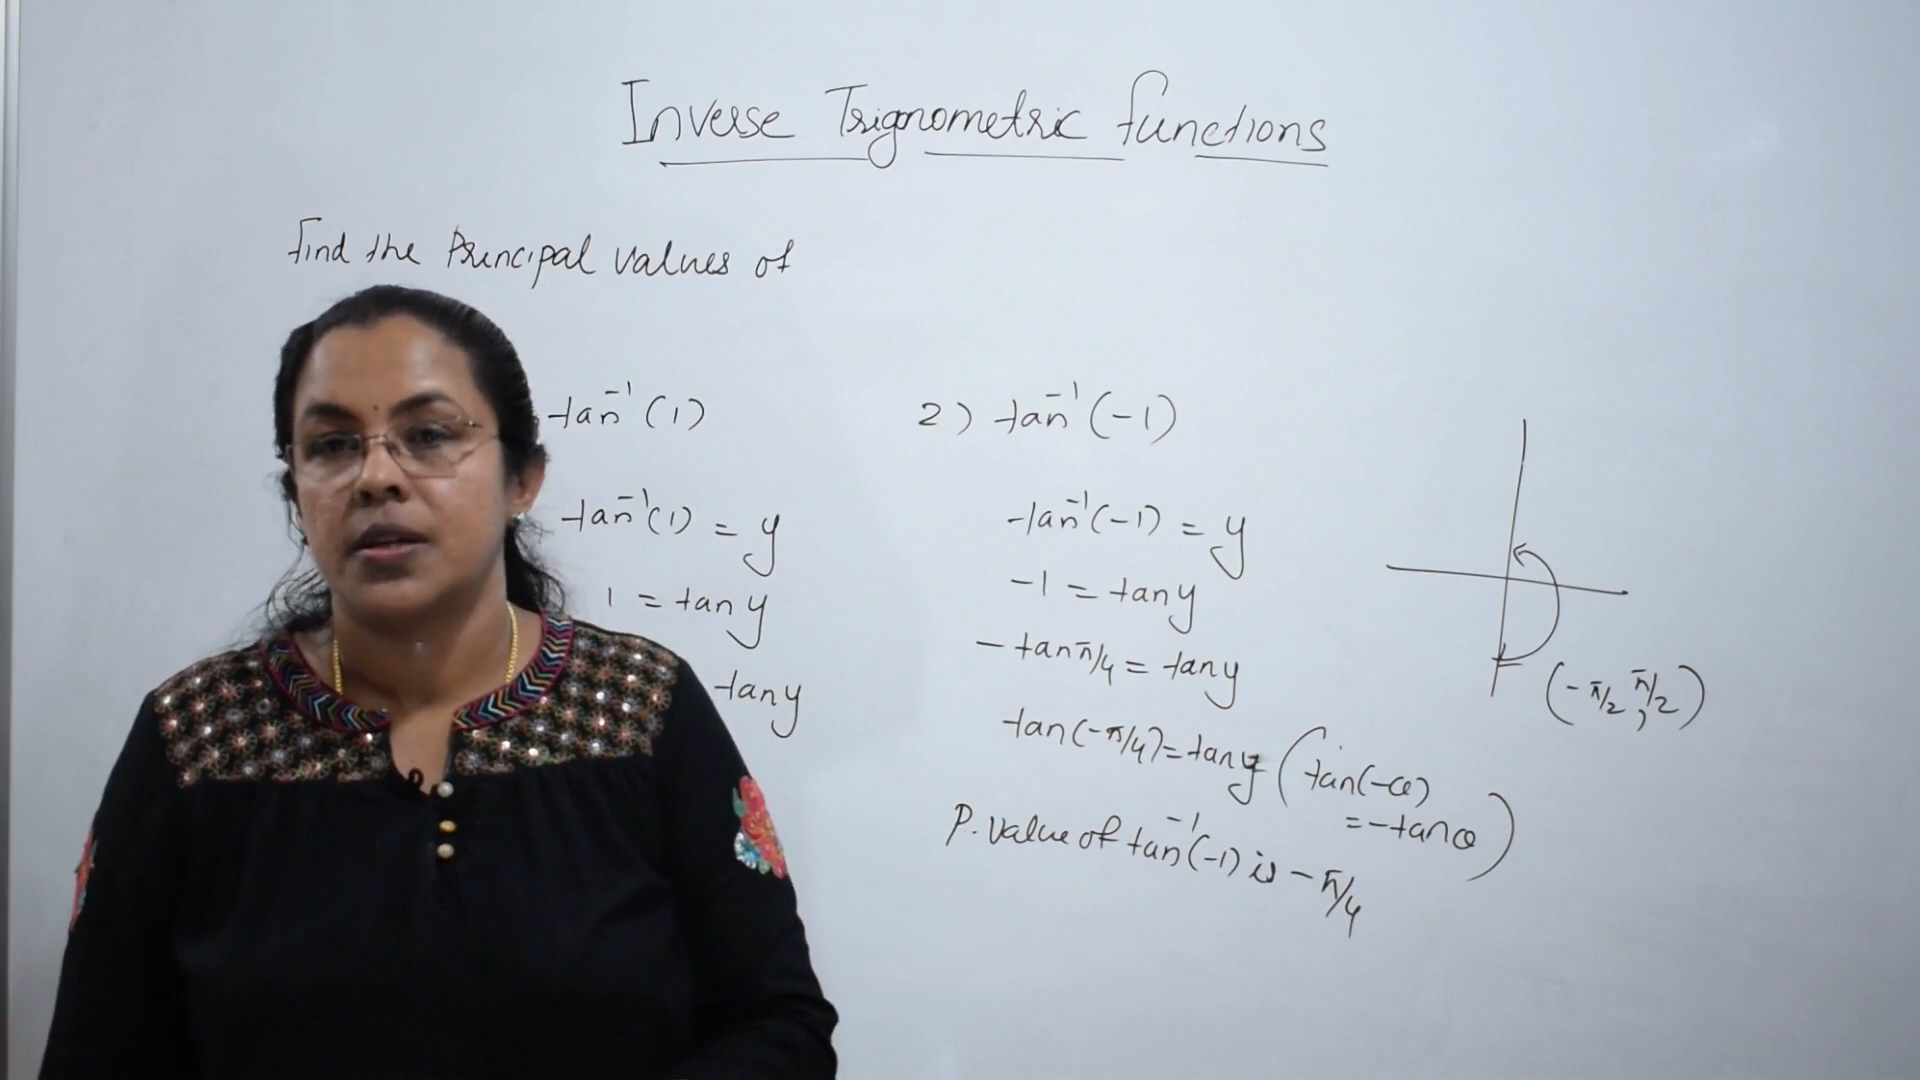 Inverse Trignometric functions
find the Principal values of
tan⁻¹(1)
tan⁻¹(1) = y
1 = tan y
tan y
2) tan⁻¹(-1)
tan⁻¹(-1) = y
-1 = tan y
- tan π/4 = tan y
tan(-π/4) = tan y (tan(-θ)
= - tan θ)
P. value of tan⁻¹(-1) is - π/4
(-π/2, π/2)